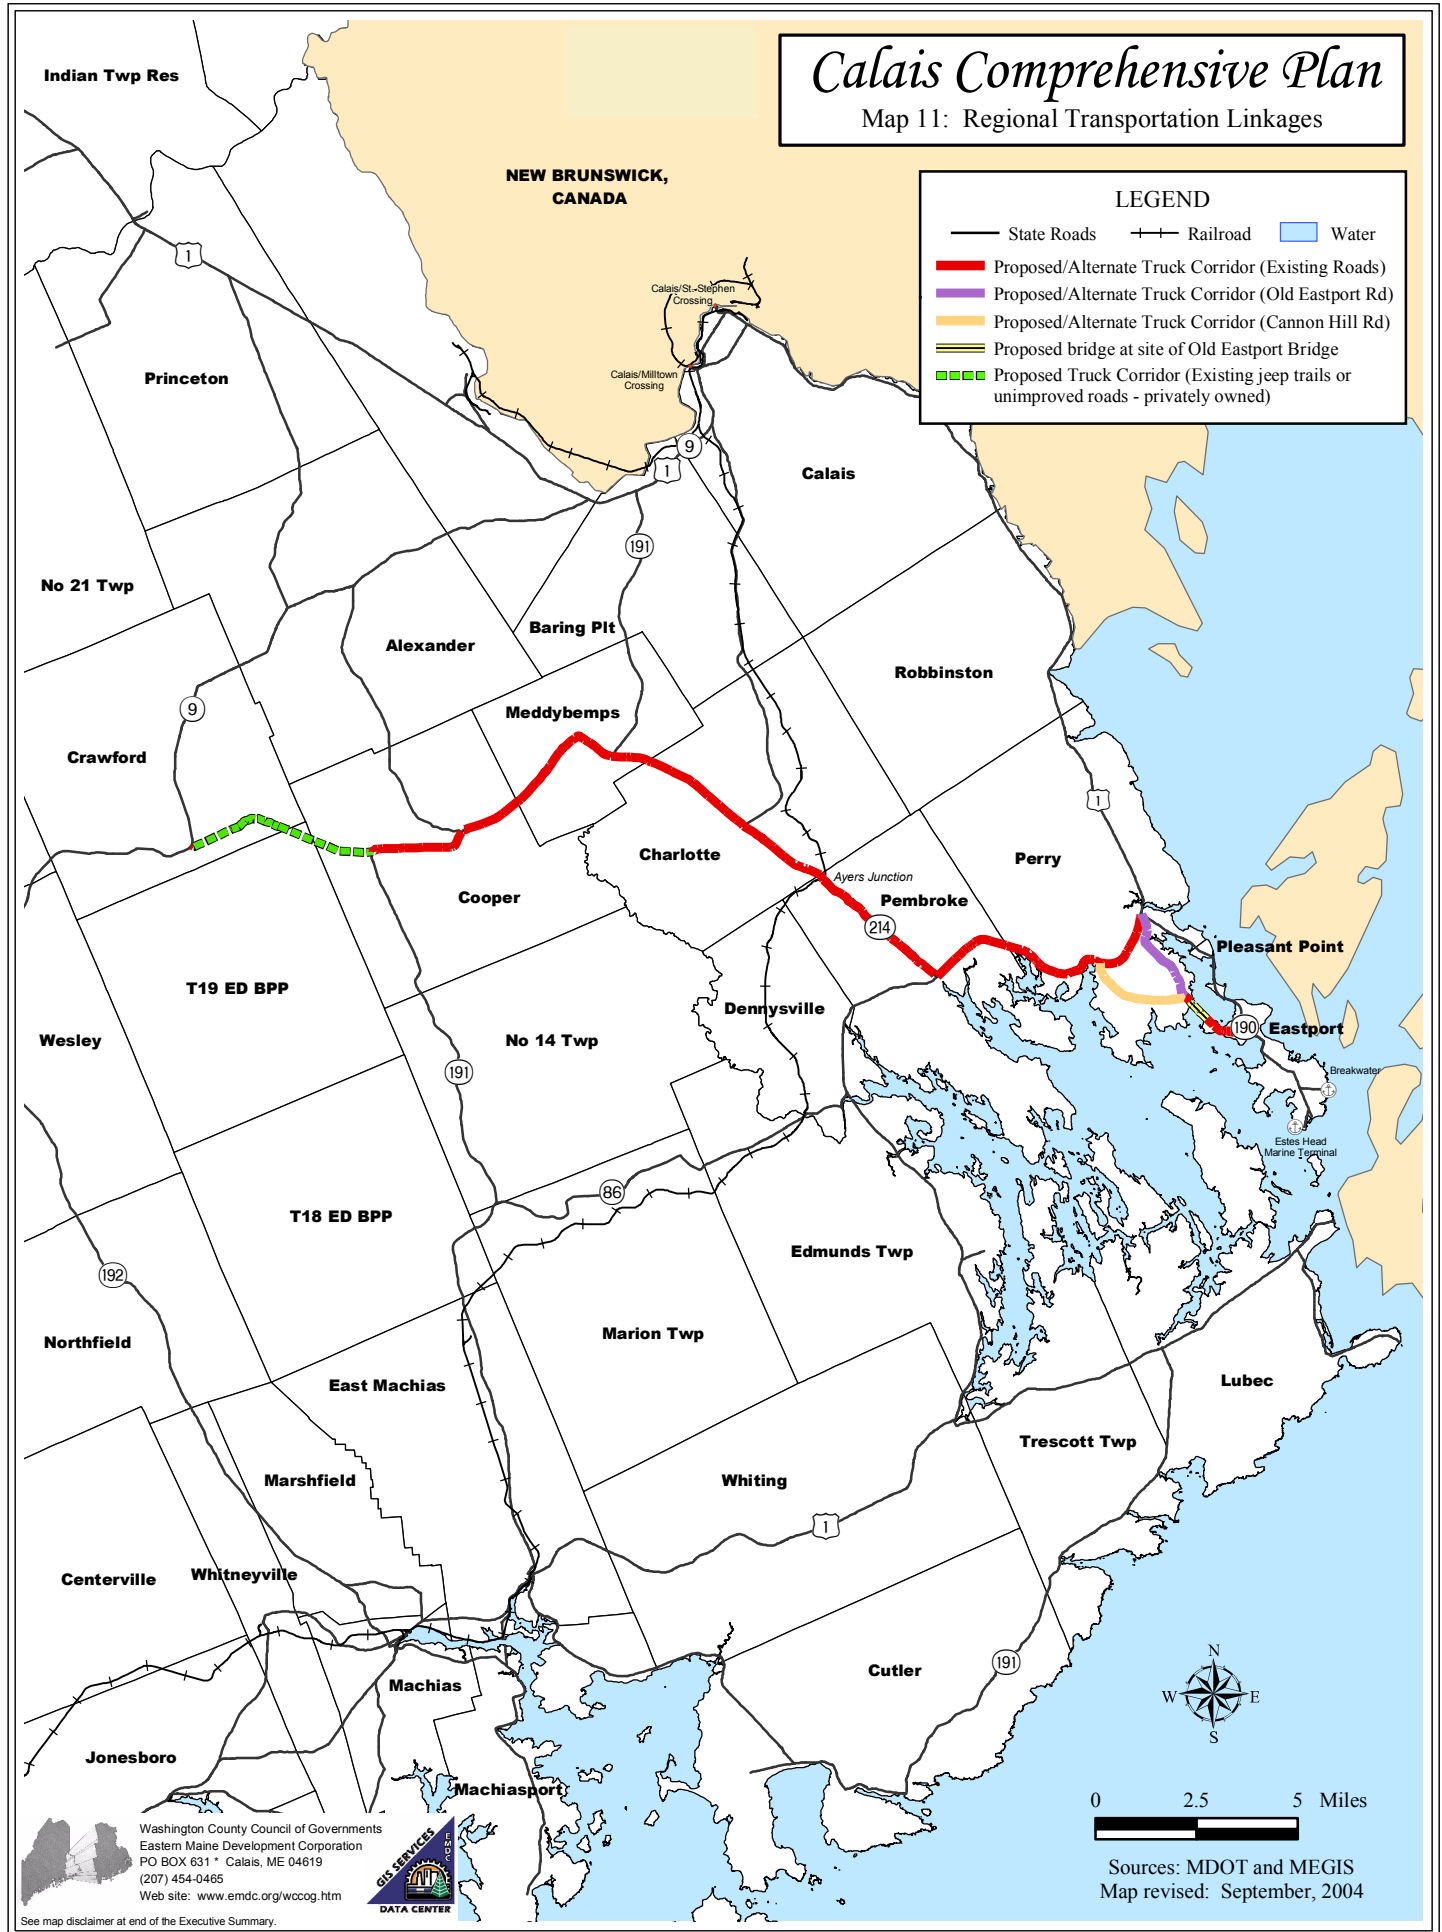 Calais Comprehensive Plan
Map 11: Regional Transportation Linkages
LEGEND
State Roads
Railroad
Water
Proposed/Alternate Truck Corridor (Existing Roads)
Proposed/Alternate Truck Corridor (Old Eastport Rd)
Proposed/Alternate Truck Corridor (Cannon Hill Rd)
Proposed bridge at site of Old Eastport Bridge
Proposed Truck Corridor (Existing jeep trails or
unimproved roads - privately owned)
Indian Twp Res
NEW BRUNSWICK,
CANADA
1
Calais/St.-Stephen
Crossing
Princeton
Calais/Milltown
Crossing
9
1
Calais
191
No 21 Twp
Baring Plt
Alexander
Robbinston
9
Meddybemps
Crawford
1
Charlotte
Perry
Ayers Junction
Cooper
Pembroke
214
Pleasant Point
T19 ED BPP
Dennysville
190
Eastport
Wesley
No 14 Twp
191
Breakwater
Estes Head
Marine Terminal
86
T18 ED BPP
Edmunds Twp
192
Northfield
Marion Twp
East Machias
Lubec
Trescott Twp
Marshfield
Whiting
1
Centerville
Whitneyville
191
Cutler
Machias
Jonesboro
Machiasport
N
W
E
S
0 2.5 5 Miles
Sources: MDOT and MEGIS
Map revised: September, 2004
Washington County Council of Governments
Eastern Maine Development Corporation
PO BOX 631 * Calais, ME 04619
(207) 454-0465
Web site: www.emdc.org/wccog.htm
GIS SERVICES
EMDC
DATA CENTER
See map disclaimer at end of the Executive Summary.